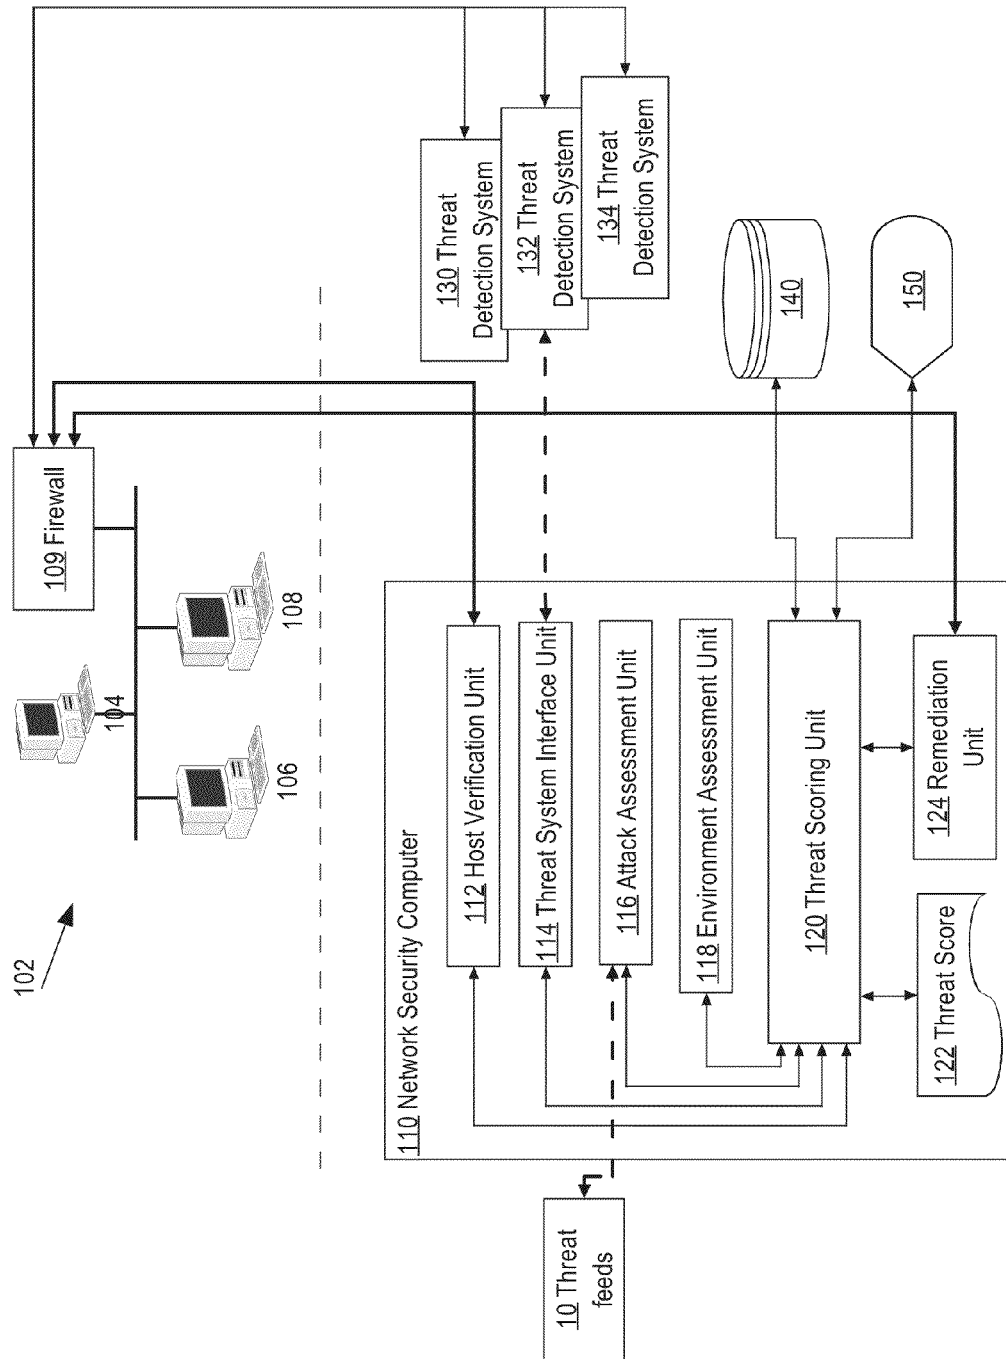 102
104
106
108
109 Firewall
110 Network Security Computer
112 Host Verification Unit
114 Threat System Interface Unit
116 Attack Assessment Unit
118 Environment Assessment Unit
120 Threat Scoring Unit
122 Threat Score
124 Remediation
Unit
10 Threat
feeds
130 Threat
Detection System
132 Threat
Detection System
134 Threat
Detection System
140
150